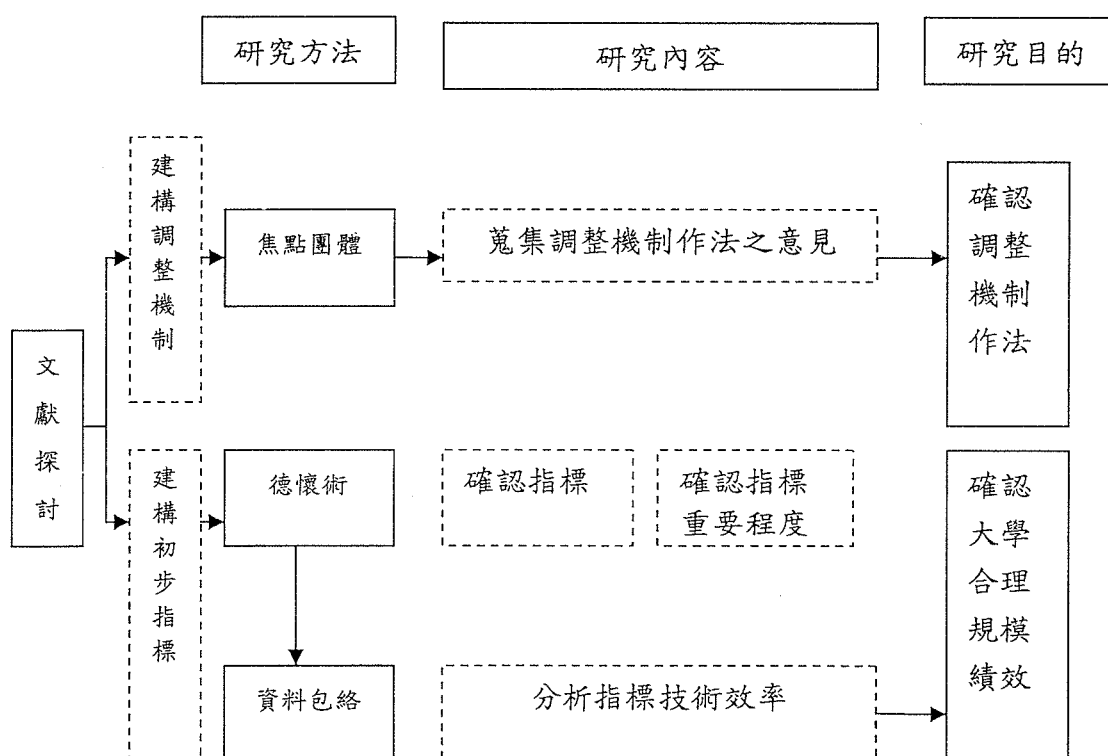 研究方法
研究內容
研究目的
建
構
調
整
機
制
焦點團體
蒐集調整機制作法之意見
確認
調整
機制
作法
文
獻
探
討
建
構
初
步
指
標
德懷術
確認指標
確認指標
重要程度
資料包絡
分析指標技術效率
確認
大學
合理
規模
績效